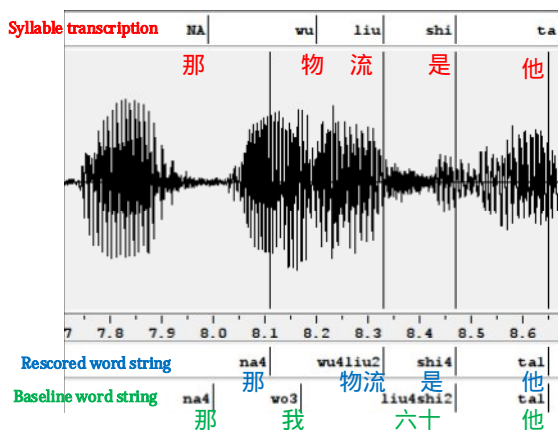 Syllable transcription NA wu liu shi ta
那 物 流 是 他
7 7.8 7.9 8.0 8.1 8.2 8.3 8.4 8.5 8.6
Rescored word string na4 wu4liu2 shi4 ta1
那 物流 是 他
Baseline word string na4 wo3 liu4shi2 ta1
那 我 六十 他